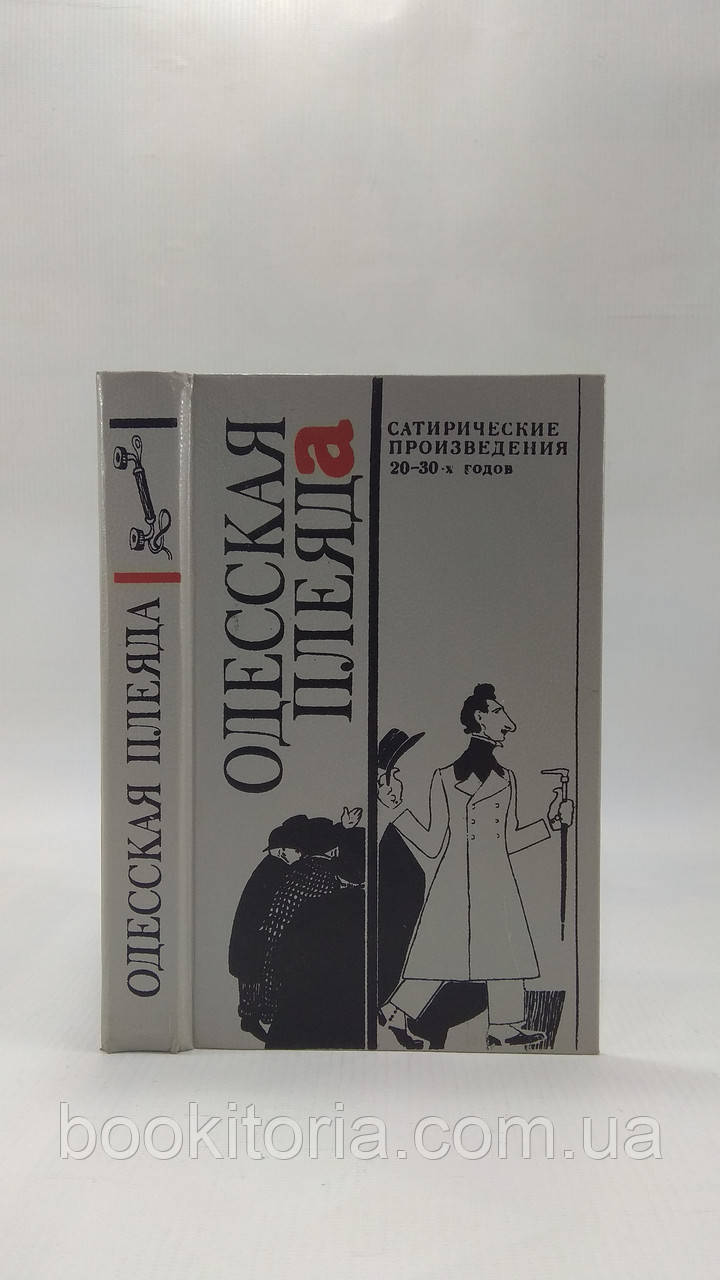 ОДЕССКАЯ ПЛЕЯДА
ОДЕССКАЯ
ПЛЕЯДа
САТИРИЧЕСКИЕ
ПРОИЗВЕДЕНИЯ
20-30-х годов
bookitoria.com.ua